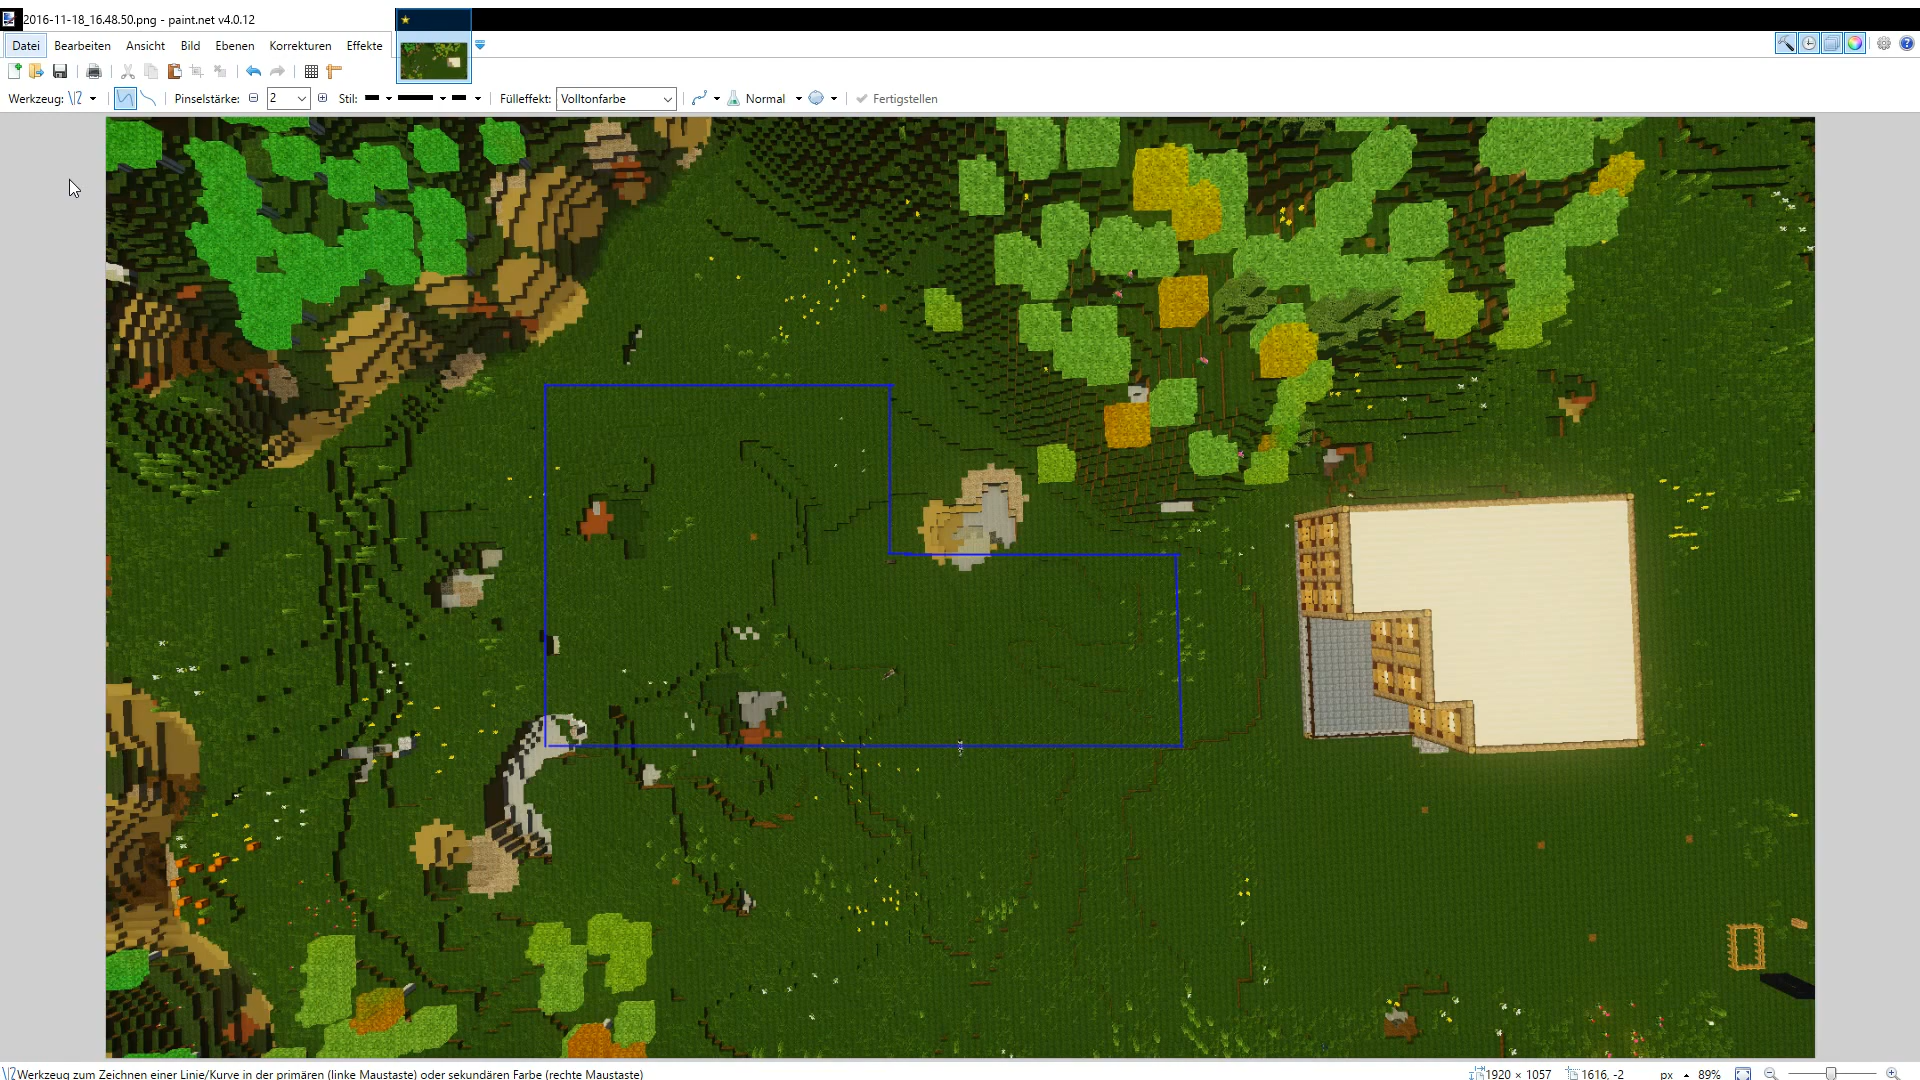 2016-11-18_16.48.50.png - paint.net v4.0.12
Datei Bearbeiten Ansicht Bild Ebenen Korrekturen Effekte
Werkzeug: Pinselstärke: 2 Stil: Fülleffekt: Volltonfarbe Normal Fertigstellen
Werkzeug zum Zeichnen einer Linie/Kurve in der primären (linke Maustaste) oder sekundären Farbe (rechte Maustaste) 1920 × 1057 1616, -2 px 89%